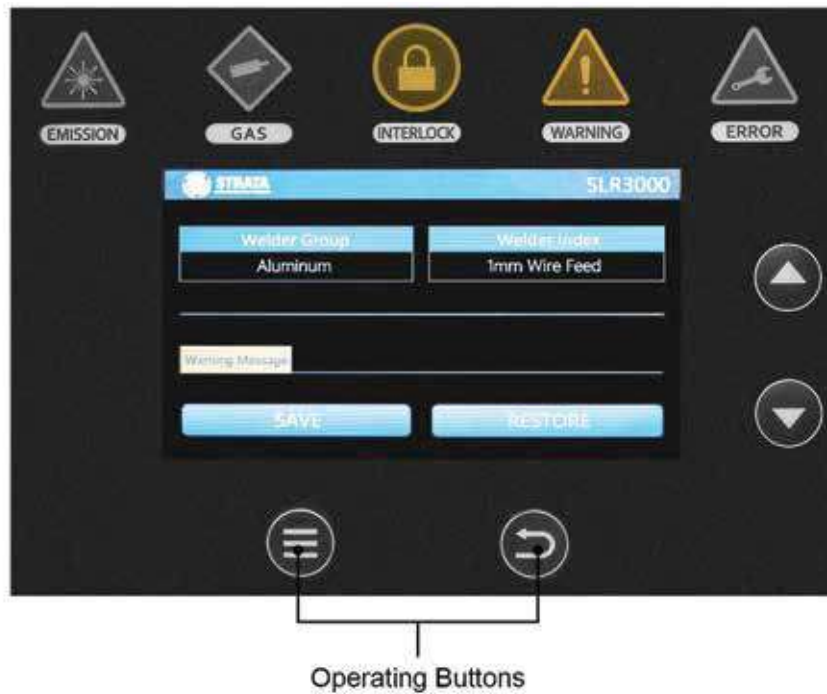 EMISSION
GAS
INTERLOCK
WARNING
ERROR
STRATA
SLR3000
Welder Group
Welder Index
Aluminum
1mm Wire Feed
Warning Message
SAVE
RESTORE
Operating Buttons